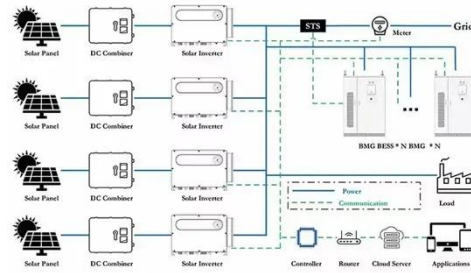 STS
Meter
Grid
Solar Panel
DC Combiner
Solar Inverter
Solar Panel
DC Combiner
Solar Inverter
BMG BESS * N BMG * N
Solar Panel
DC Combiner
Solar Inverter
Power
Communication
Load
Solar Panel
DC Combiner
Solar Inverter
Controller
Router
Cloud Server
Applications